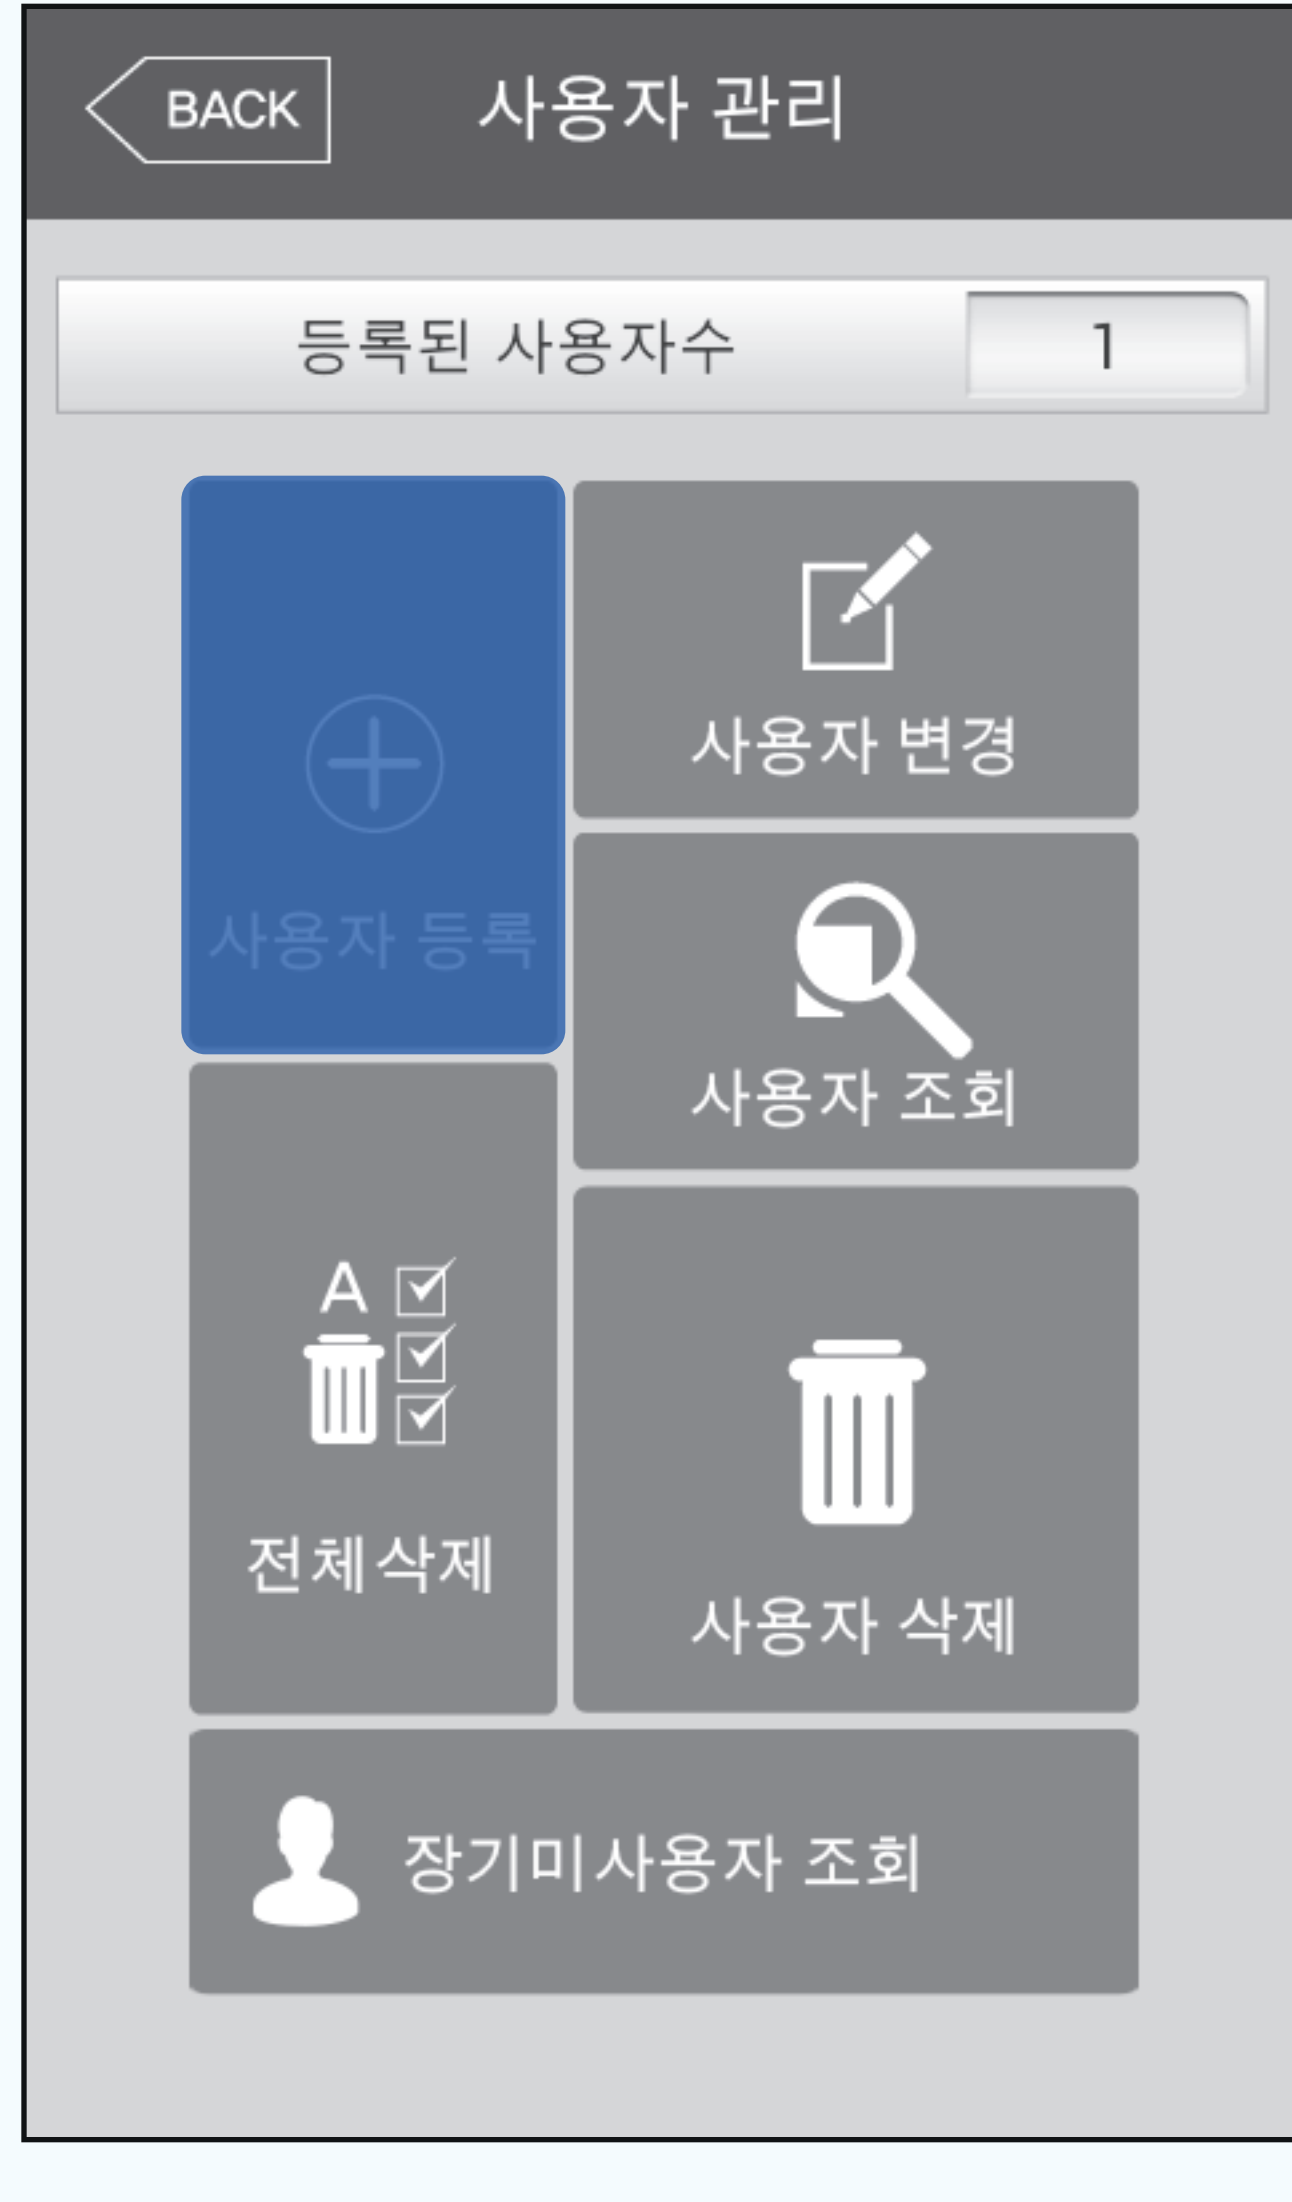 BACK
사용자 관리
등록된 사용자수 1
사용자 등록
사용자 변경
사용자 조회
A
전체삭제
사용자 삭제
장기미사용자 조회